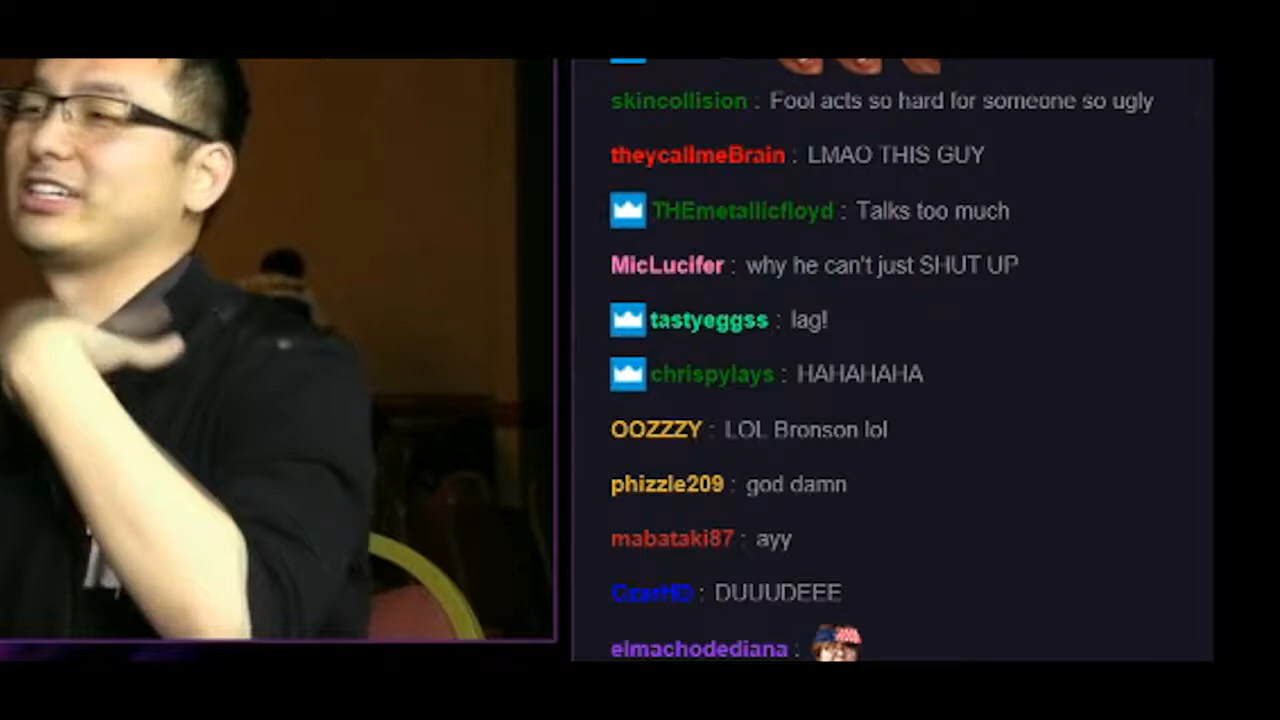 skincollision : Fool acts so hard for someone so ugly
theycallmeBrain : LMAO THIS GUY
THEmetallicfloyd : Talks too much
MicLucifer : why he can't just SHUT UP
tastyeggss : lag!
chrispylays : HAHAHAHA
OOZZZY : LOL Bronson lol
phizzle209 : god damn
mabataki87 : ayy
CzarHD : DUUUDEEE
elmachodediana :